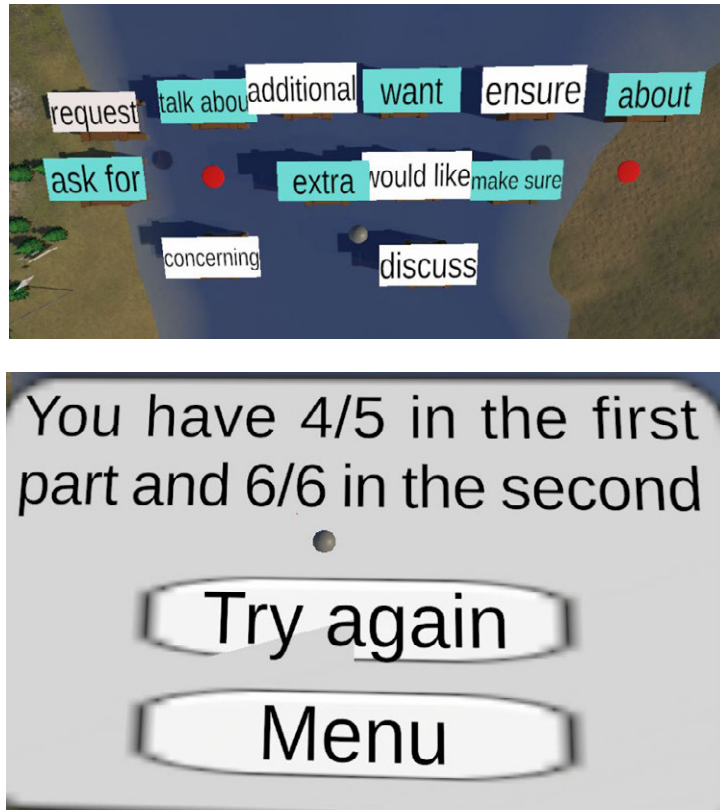 request talk abou additional want ensure about
ask for extra would like make sure
concerning discuss
You have 4/5 in the first
part and 6/6 in the second
Try again
Menu